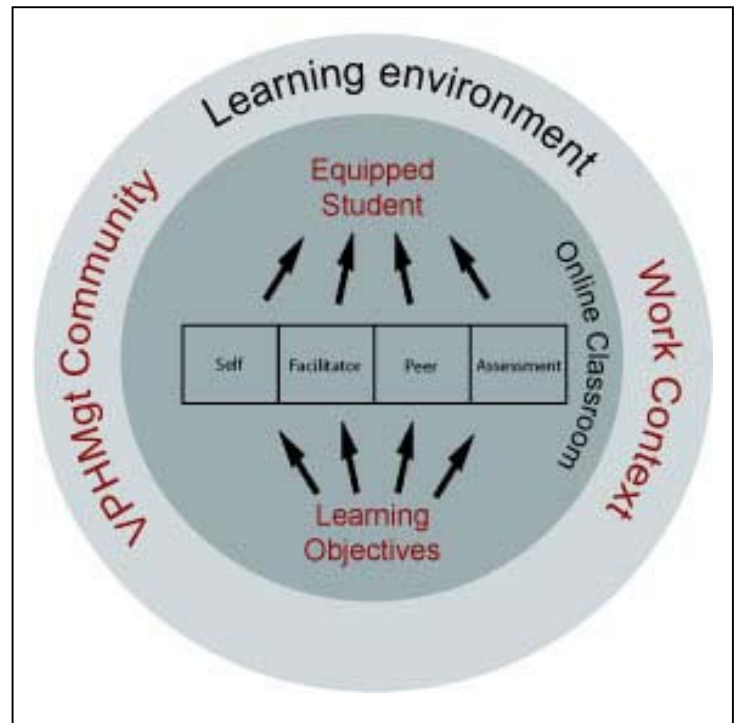 Learning environment
VPHMgt Community
Work Context
Online Classroom
Equipped
Student
Self Facilitator Peer Assessment
Learning
Objectives